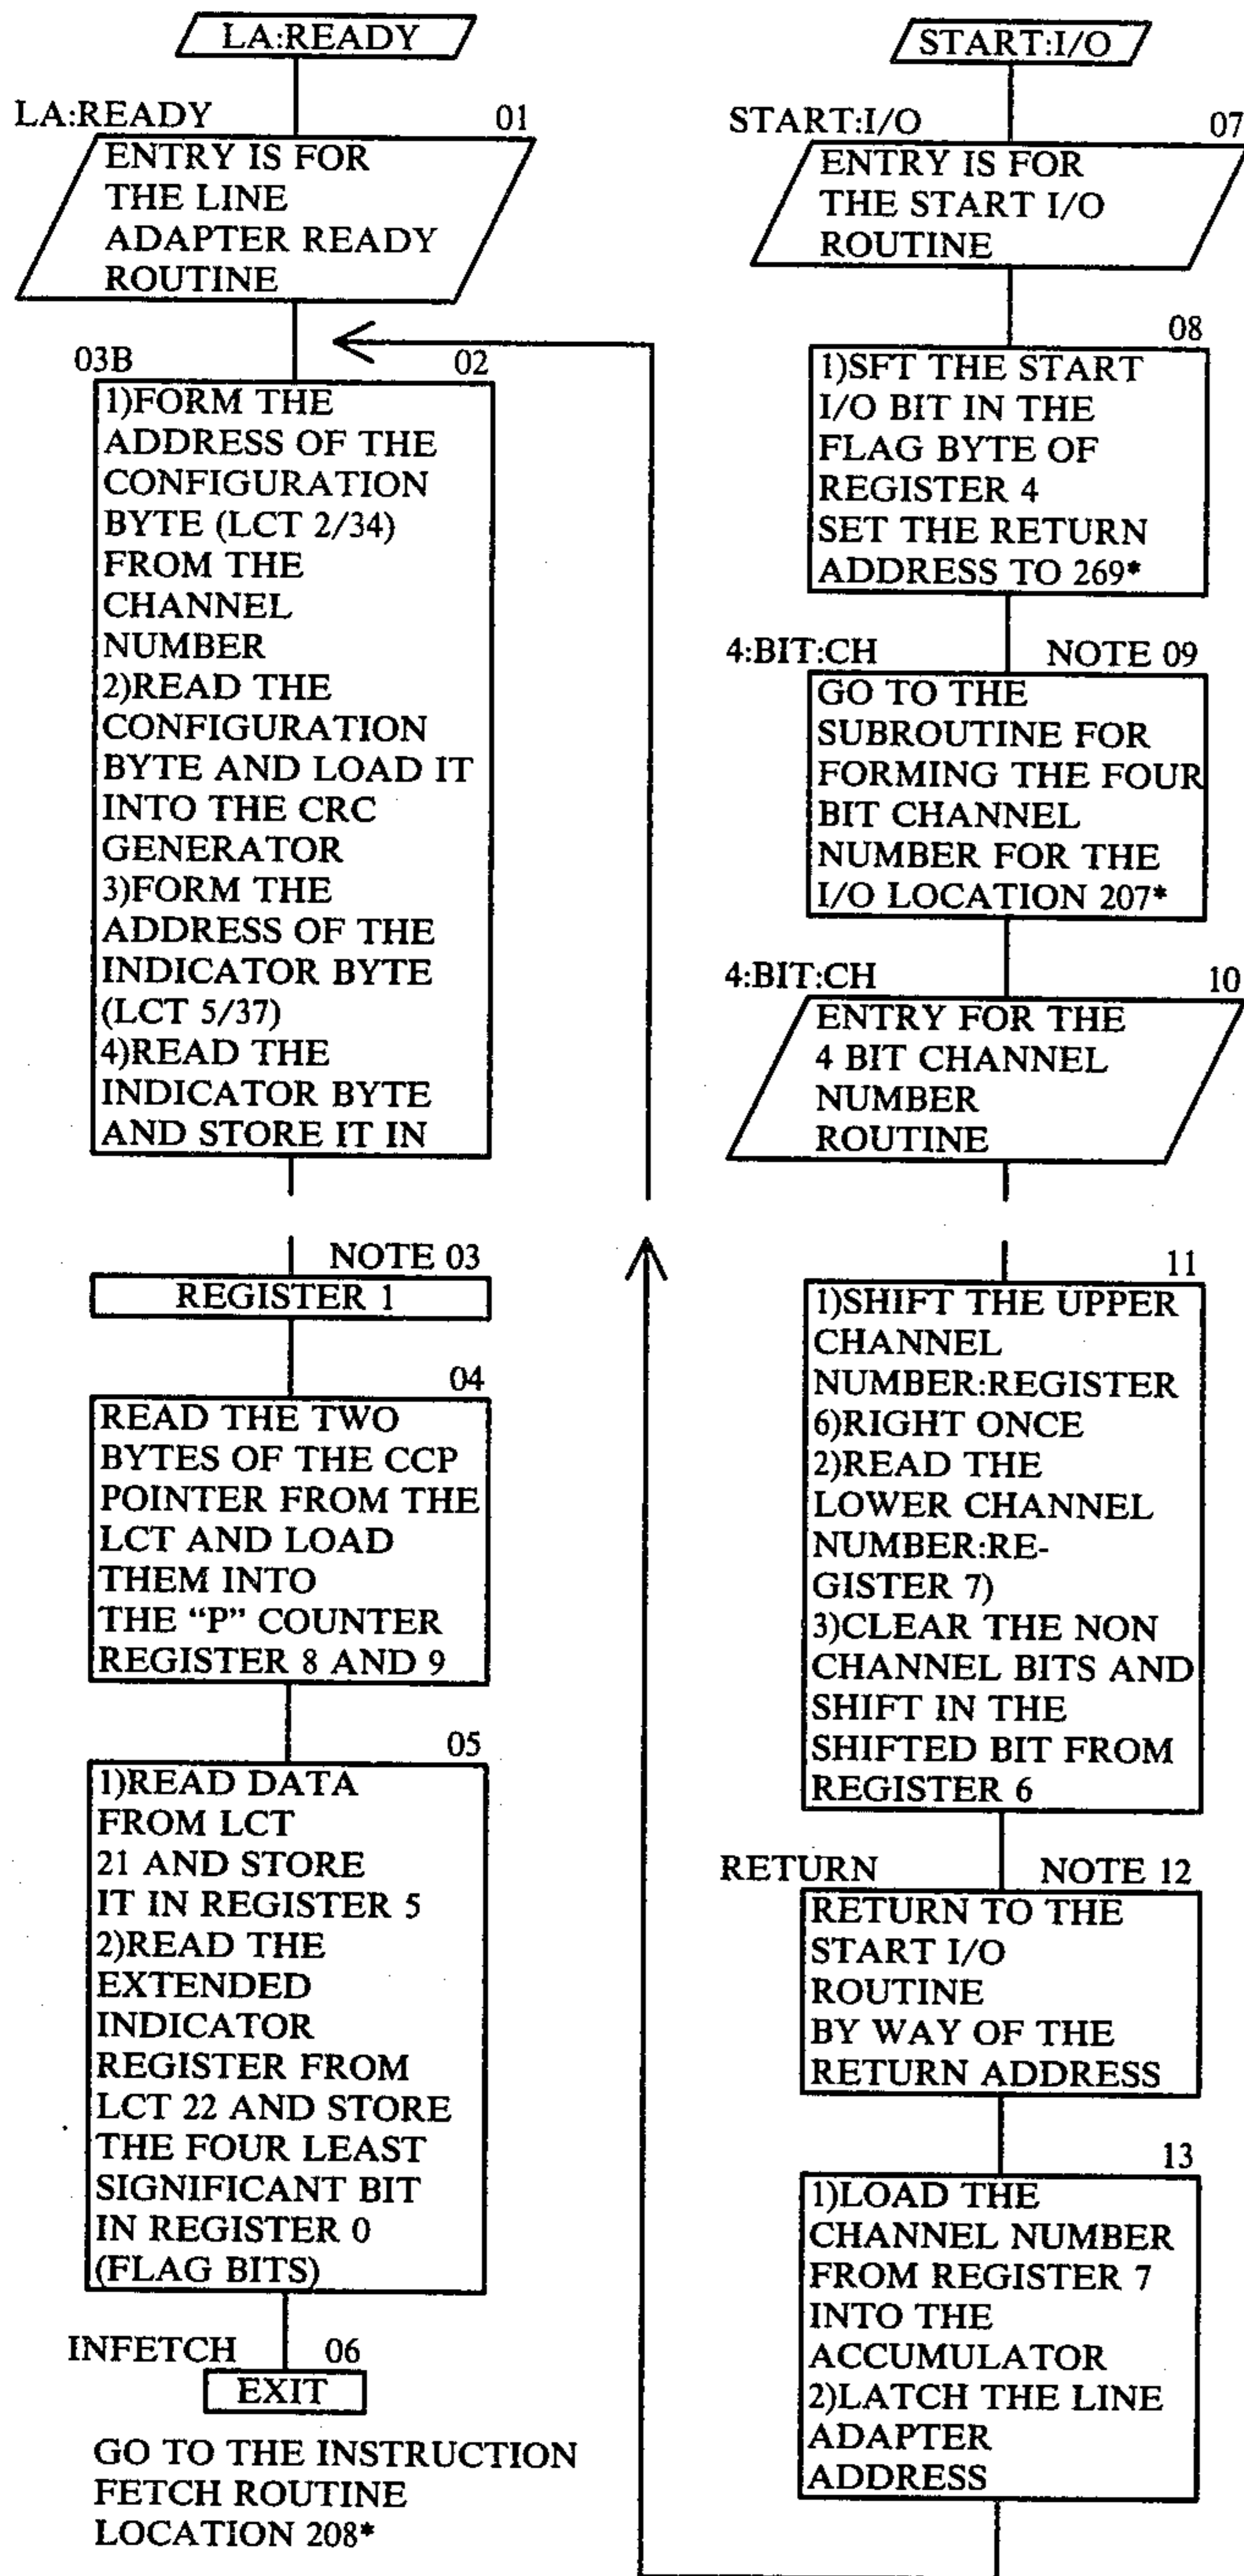 LA:READY
LA:READY 01
ENTRY IS FOR
THE LINE
ADAPTER READY
ROUTINE
03B 02
1)FORM THE
ADDRESS OF THE
CONFIGURATION
BYTE (LCT 2/34)
FROM THE
CHANNEL
NUMBER
2)READ THE
CONFIGURATION
BYTE AND LOAD IT
INTO THE CRC
GENERATOR
3)FORM THE
ADDRESS OF THE
INDICATOR BYTE
(LCT 5/37)
4)READ THE
INDICATOR BYTE
AND STORE IT IN
NOTE 03
REGISTER 1
04
READ THE TWO
BYTES OF THE CCP
POINTER FROM THE
LCT AND LOAD
THEM INTO
THE “P” COUNTER
REGISTER 8 AND 9
05
1)READ DATA
FROM LCT
21 AND STORE
IT IN REGISTER 5
2)READ THE
EXTENDED
INDICATOR
REGISTER FROM
LCT 22 AND STORE
THE FOUR LEAST
SIGNIFICANT BIT
IN REGISTER 0
(FLAG BITS)
INFETCH 06
EXIT
GO TO THE INSTRUCTION
FETCH ROUTINE
LOCATION 208*
START:I/O
START:I/O 07
ENTRY IS FOR
THE START I/O
ROUTINE
08
1)SFT THE START
I/O BIT IN THE
FLAG BYTE OF
REGISTER 4
SET THE RETURN
ADDRESS TO 269*
4:BIT:CH NOTE 09
GO TO THE
SUBROUTINE FOR
FORMING THE FOUR
BIT CHANNEL
NUMBER FOR THE
I/O LOCATION 207*
4:BIT:CH 10
ENTRY FOR THE
4 BIT CHANNEL
NUMBER
ROUTINE
11
1)SHIFT THE UPPER
CHANNEL
NUMBER:REGISTER
6)RIGHT ONCE
2)READ THE
LOWER CHANNEL
NUMBER:RE-
GISTER 7)
3)CLEAR THE NON
CHANNEL BITS AND
SHIFT IN THE
SHIFTED BIT FROM
REGISTER 6
RETURN NOTE 12
RETURN TO THE
START I/O
ROUTINE
BY WAY OF THE
RETURN ADDRESS
13
1)LOAD THE
CHANNEL NUMBER
FROM REGISTER 7
INTO THE
ACCUMULATOR
2)LATCH THE LINE
ADAPTER
ADDRESS